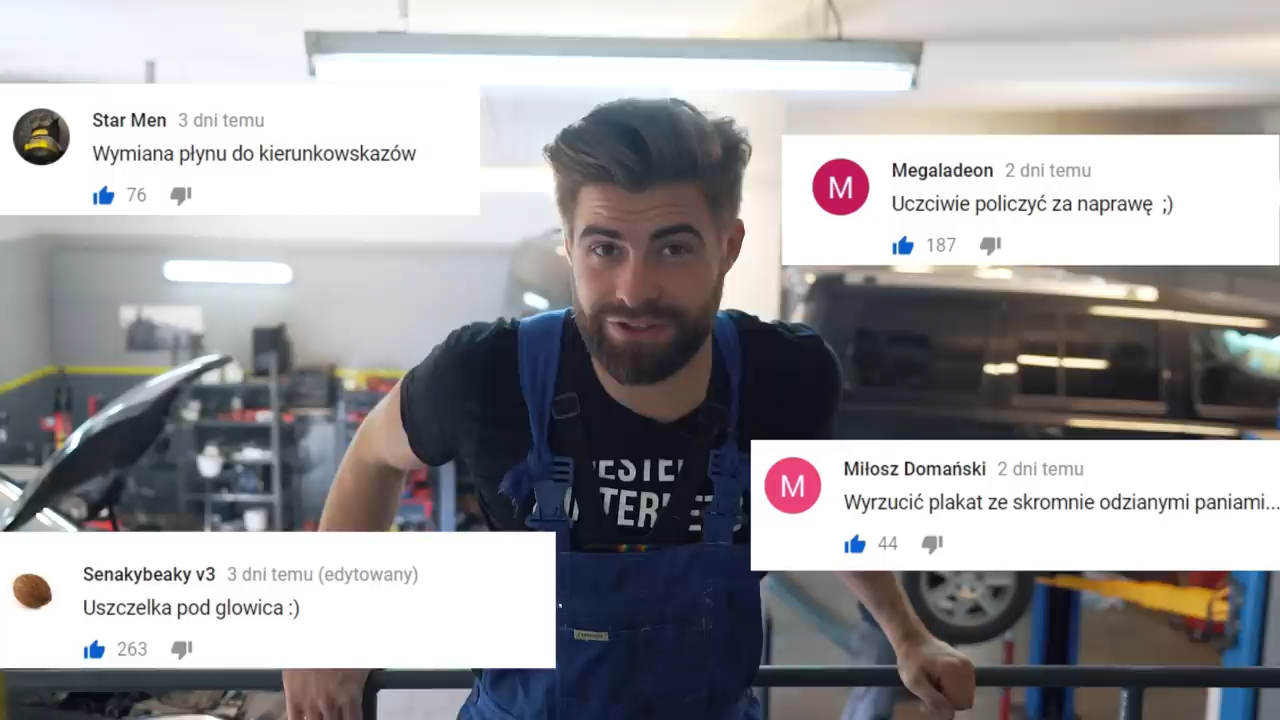 Star Men 3 dni temu
Wymiana płynu do kierunkowskazów
76
M
Megaladeon 2 dni temu
Uczciwie policzyć za naprawę ;)
187
M
Miłosz Domański 2 dni temu
Wyrzucić plakat ze skromnie odzianymi paniami...
44
Senakybeaky v3 3 dni temu (edytowany)
Uszczelka pod glowica :)
263